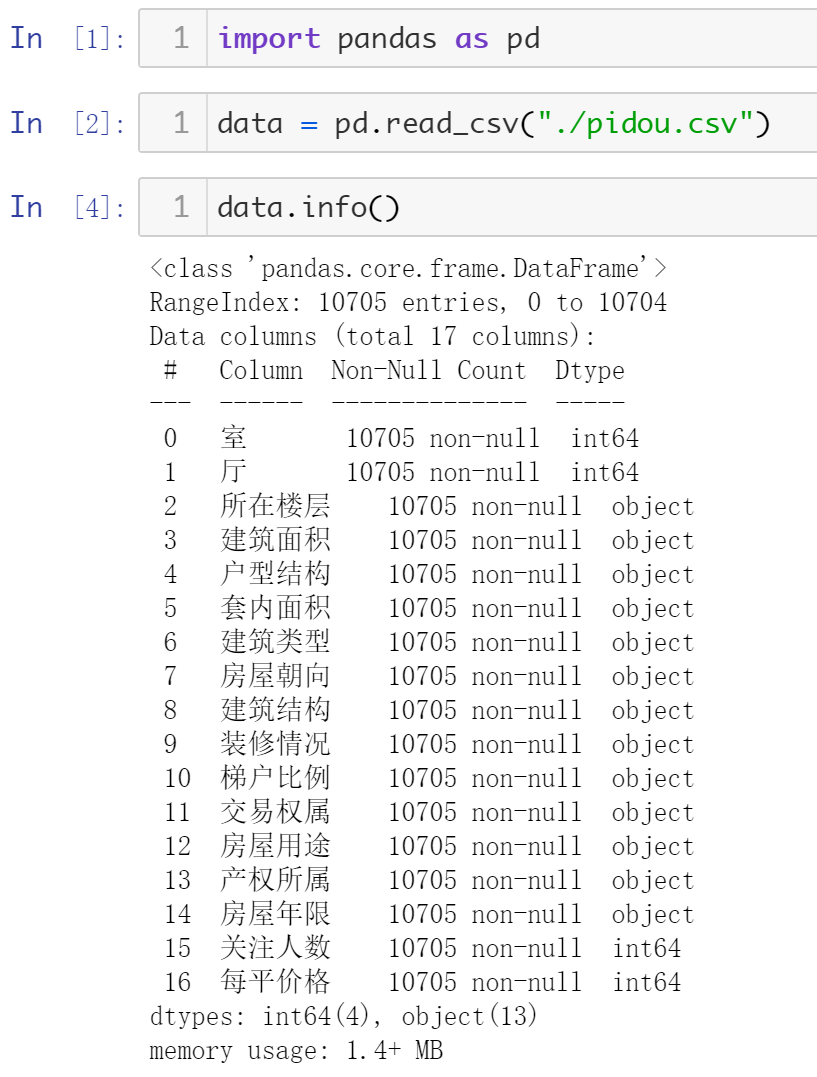 In [1]: 1 import pandas as pd
In [2]: 1 data = pd.read_csv("./pidou.csv")
In [4]: 1 data.info()
<class 'pandas.core.frame.DataFrame'>
RangeIndex: 10705 entries, 0 to 10704
Data columns (total 17 columns):
# Column Non-Null Count Dtype
--- ------ -------------- -----
0 室 10705 non-null int64
1 厅 10705 non-null int64
2 所在楼层 10705 non-null object
3 建筑面积 10705 non-null object
4 户型结构 10705 non-null object
5 套内面积 10705 non-null object
6 建筑类型 10705 non-null object
7 房屋朝向 10705 non-null object
8 建筑结构 10705 non-null object
9 装修情况 10705 non-null object
10 梯户比例 10705 non-null object
11 交易权属 10705 non-null object
12 房屋用途 10705 non-null object
13 产权所属 10705 non-null object
14 房屋年限 10705 non-null object
15 关注人数 10705 non-null int64
16 每平价格 10705 non-null int64
dtypes: int64(4), object(13)
memory usage: 1.4+ MB